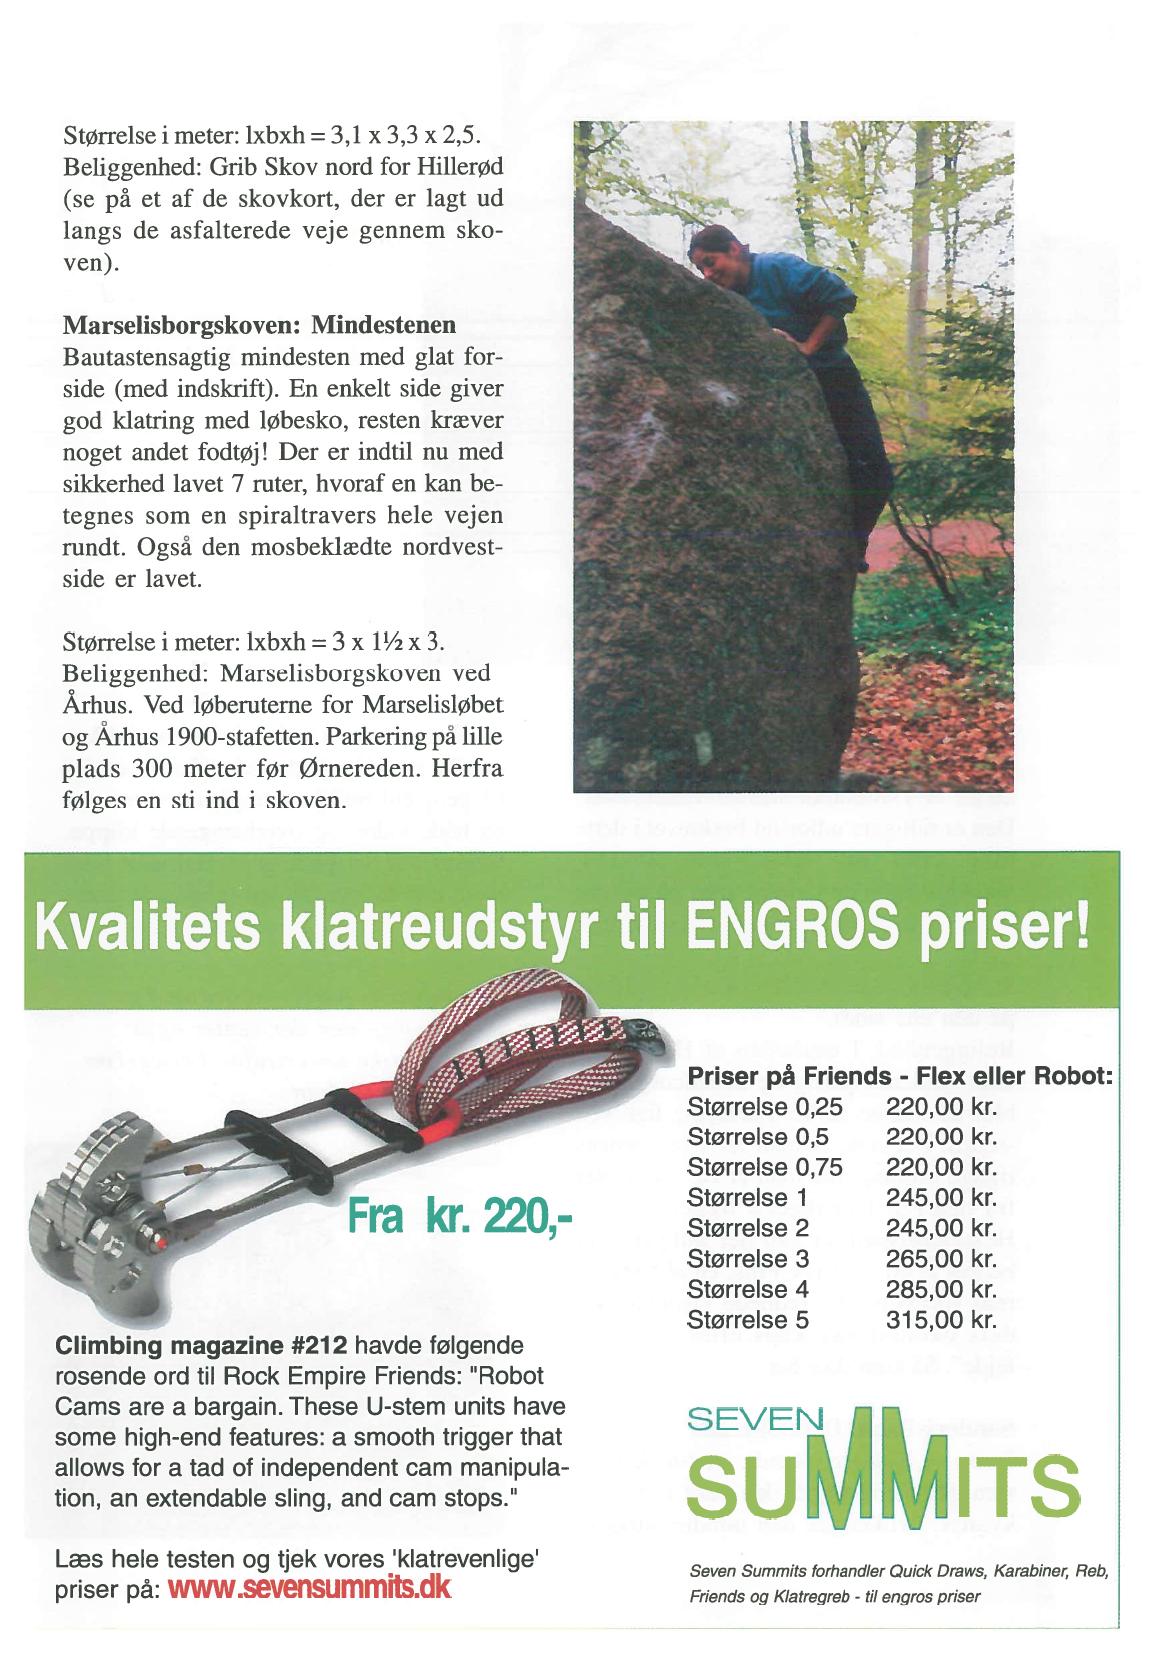 Størrelse i meter: lxbxh = 3,1 x 3,3 x 2,5.
Beliggenhed: Grib Skov nord for Hillerød
(se på et af de skovkort, der er lagt ud
langs de asfalterede veje gennem sko-
ven).
Marselisborgskoven: Mindestenen
Bautastensagtig mindesten med glat for-
side (med indskrift). En enkelt side giver
god klatring med løbesko, resten kræver
noget andet fodtøj! Der er indtil nu med
sikkerhed lavet 7 ruter, hvoraf en kan be-
tegnes som en spiraltravers hele vejen
rundt. Også den mosbeklædte nordvest-
side er lavet.
Størrelse i meter: lxbxh = 3 x 1½ x 3.
Beliggenhed: Marselisborgskoven ved
Århus. Ved løberuterne for Marselisløbet
og Århus 1900-stafetten. Parkering på lille
plads 300 meter før Ørnereden. Herfra
følges en sti ind i skoven.
Kvalitets klatreudstyr til ENGROS priser!
Fra kr. 220,-
Climbing magazine #212 havde følgende
rosende ord til Rock Empire Friends: "Robot
Cams are a bargain. These U-stem units have
some high-end features: a smooth trigger that
allows for a tad of independent cam manipula-
tion, an extendable sling, and cam stops."
Læs hele testen og tjek vores 'klatrevenlige'
priser på: www.sevensummits.dk
Priser på Friends - Flex eller Robot:
Størrelse 0,25 220,00 kr.
Størrelse 0,5 220,00 kr.
Størrelse 0,75 220,00 kr.
Størrelse 1 245,00 kr.
Størrelse 2 245,00 kr.
Størrelse 3 265,00 kr.
Størrelse 4 285,00 kr.
Størrelse 5 315,00 kr.
SEVEN
SUMMITS
Seven Summits forhandler Quick Draws, Karabiner, Reb,
Friends og Klatregreb - til engros priser